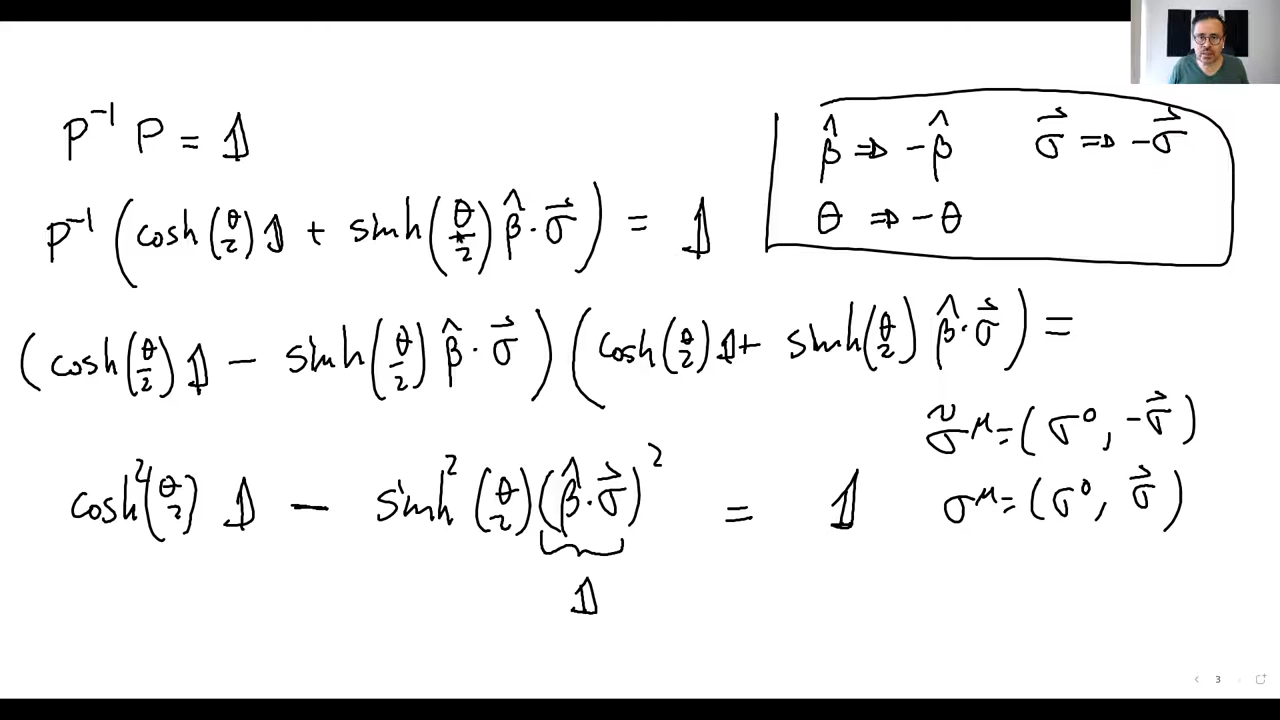 P⁻¹ P = 𝟙
β̂ ⇒ -β̂   σ⃗ ⇒ -σ⃗
θ ⇒ -θ
P⁻¹ (cosh(θ/2)𝟙 + sinh(θ/2) β̂·σ⃗) = 𝟙
(cosh(θ/2)𝟙 - sinh(θ/2) β̂·σ⃗)(cosh(θ/2)𝟙 + sinh(θ/2) β̂·σ⃗) =
σ̃^μ = (σ⁰, -σ⃗)
cosh²(θ/2) 𝟙 - sinh²(θ/2)(β̂·σ⃗)² = 𝟙
σ^μ = (σ⁰, σ⃗)
𝟙
3